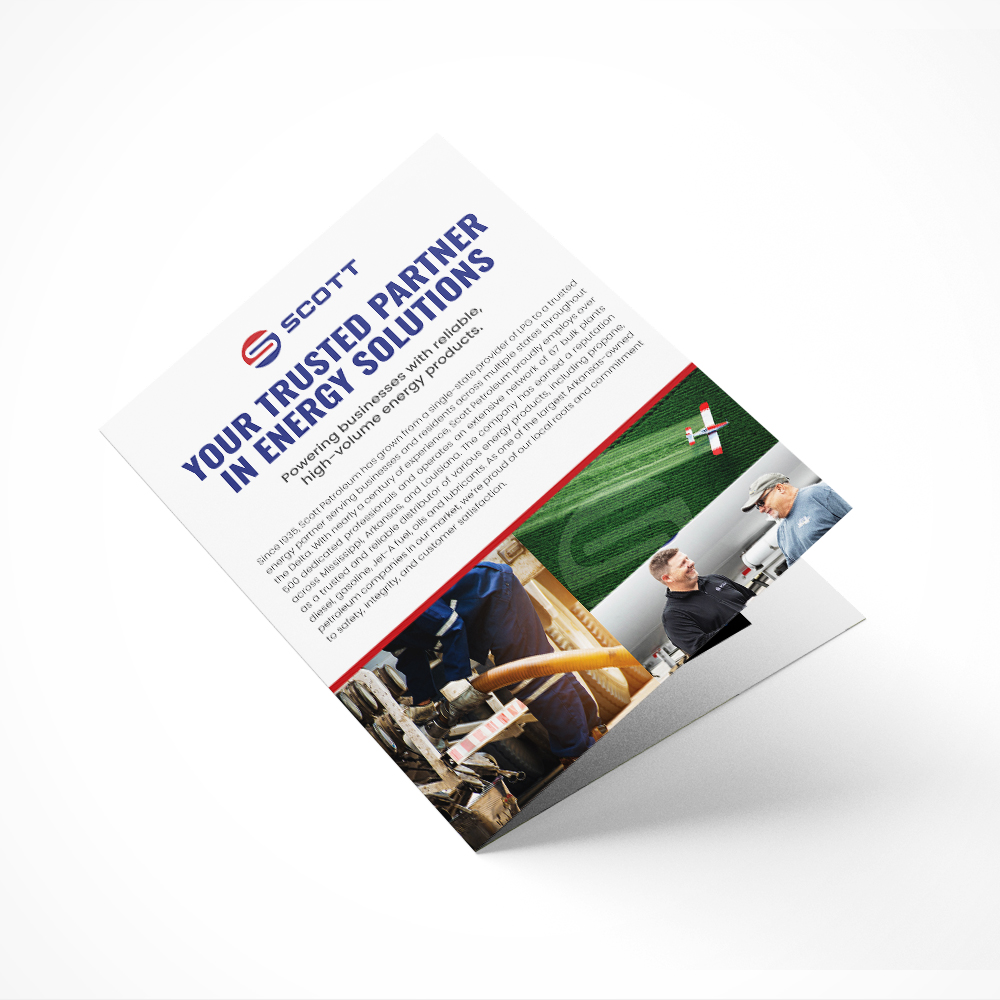 SCOTT
YOUR TRUSTED PARTNER
IN ENERGY SOLUTIONS
Powering businesses with reliable,
high-volume energy products.
Since 1935, Scott Petroleum has grown from a single-state provider of LPG to a trusted
energy partner serving businesses and residents across multiple states throughout
the Delta. With nearly a century of experience, Scott Petroleum proudly employs over
600 dedicated professionals and operates an extensive network of 67 bulk plants
across Mississippi, Arkansas, and Louisiana. The company has earned a reputation
as a trusted and reliable distributor of various energy products, including propane,
diesel, gasoline, Jet-A fuel, oils and lubricants. As one of the largest Arkansas-owned
petroleum companies in our market, we're proud of our local roots and commitment
to safety, integrity, and customer satisfaction.